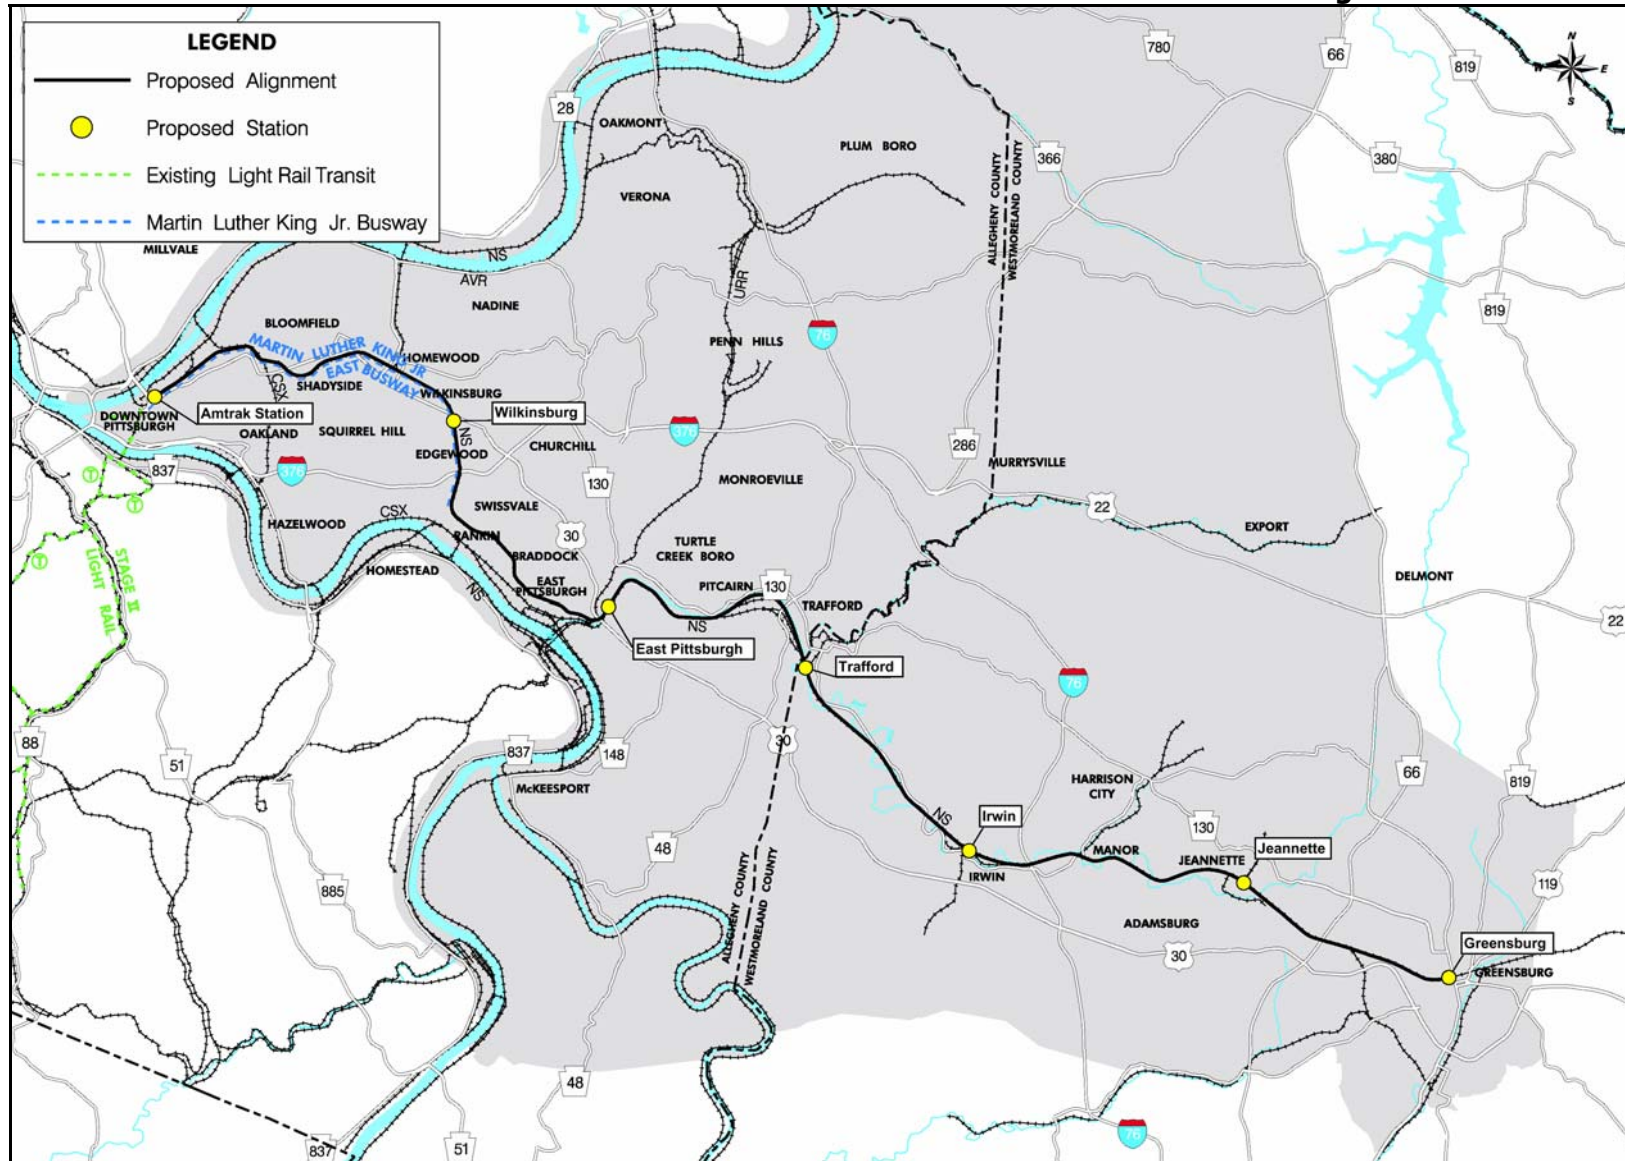 LEGEND
Proposed Alignment
Proposed Station
Existing Light Rail Transit
Martin Luther King Jr. Busway
N
W
E
S
780
66
819
28
OAKMONT
PLUM BORO
366
380
ALLEGHENY COUNTY
WESTMORELAND COUNTY
VERONA
MILLVALE
NS
AVR
URR
NADINE
819
BLOOMFIELD
MARTIN LUTHER KING JR
EAST BUSWAY
HOMEWOOD
PENN HILLS
76
CSX
SHADYSIDE
WILKINSBURG
Amtrak Station
Wilkinsburg
DOWNTOWN
PITTSBURGH
OAKLAND
SQUIRREL HILL
NS
EDGEWOOD
CHURCHILL
376
286
MURRYSVILLE
837
376
T
T
T
130
MONROEVILLE
SWISSVALE
HAZELWOOD
CSX
RANKIN
30
22
EXPORT
BRADDOCK
TURTLE
CREEK BORO
STAGE II
LIGHT RAIL
HOMESTEAD
NS
EAST
PITTSBURGH
PITCAIRN
130
TRAFFORD
DELMONT
22
NS
East Pittsburgh
Trafford
76
88
51
837
148
30
66
819
McKEESPORT
HARRISON
CITY
NS
Irwin
130
Jeannette
48
MANOR
JEANNETTE
IRWIN
885
119
ALLEGHENY COUNTY
WESTMORELAND COUNTY
ADAMSBURG
30
Greensburg
GREENSBURG
48
76
837
51